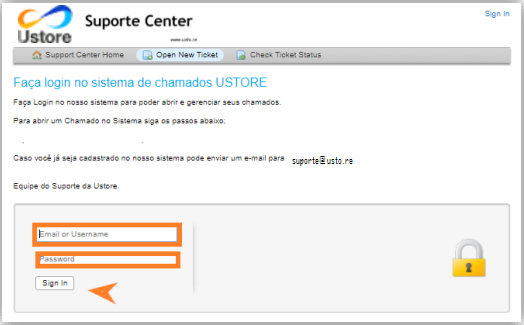 Sign In
Suporte Center
Ustore
www.usto.re
Support Center Home Open New Ticket Check Ticket Status
Faça login no sistema de chamados USTORE
Faça Login no nosso sistema para poder abrir e gerenciar seus chamados.
Para abrir um Chamado no Sistema siga os passos abaixo;
Caso você já seja cadastrado no nosso sistema pode enviar um e-mail para suporte@usto.re
Equipe do Suporte da Ustore.
Email or Username
Password
Sign In